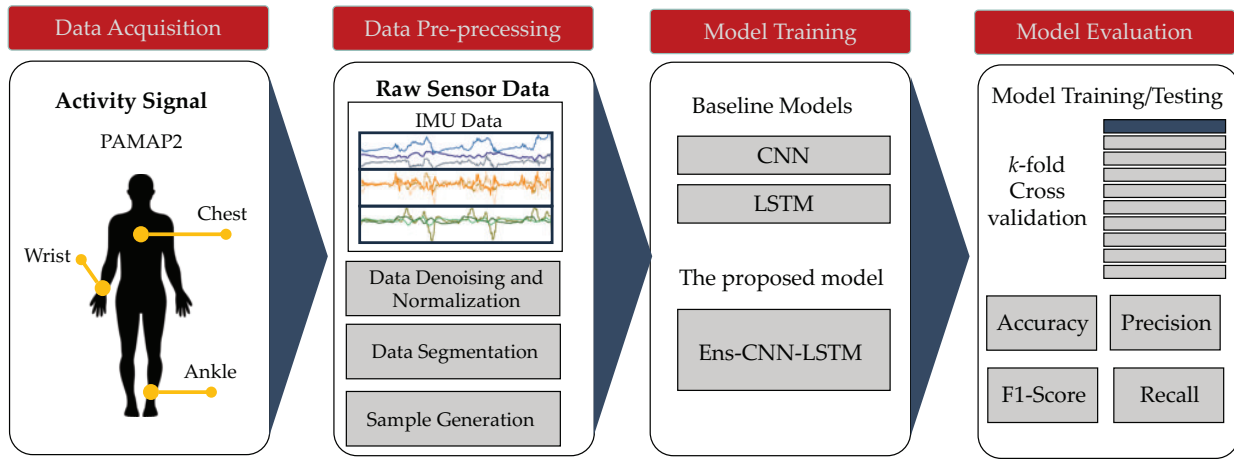 Data Acquisition
Activity Signal
PAMAP2
Chest
Wrist
Ankle
Data Pre-precessing
Raw Sensor Data
IMU Data
Data Denoising and
Normalization
Data Segmentation
Sample Generation
Model Training
Baseline Models
CNN
LSTM
The proposed model
Ens-CNN-LSTM
Model Evaluation
Model Training/Testing
k-fold
Cross
validation
Accuracy
Precision
F1-Score
Recall